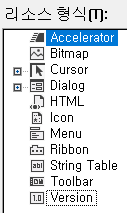 리소스 형식(T):
Accelerator
Bitmap
Cursor
Dialog
HTML
Icon
Menu
Ribbon
String Table
Toolbar
Version